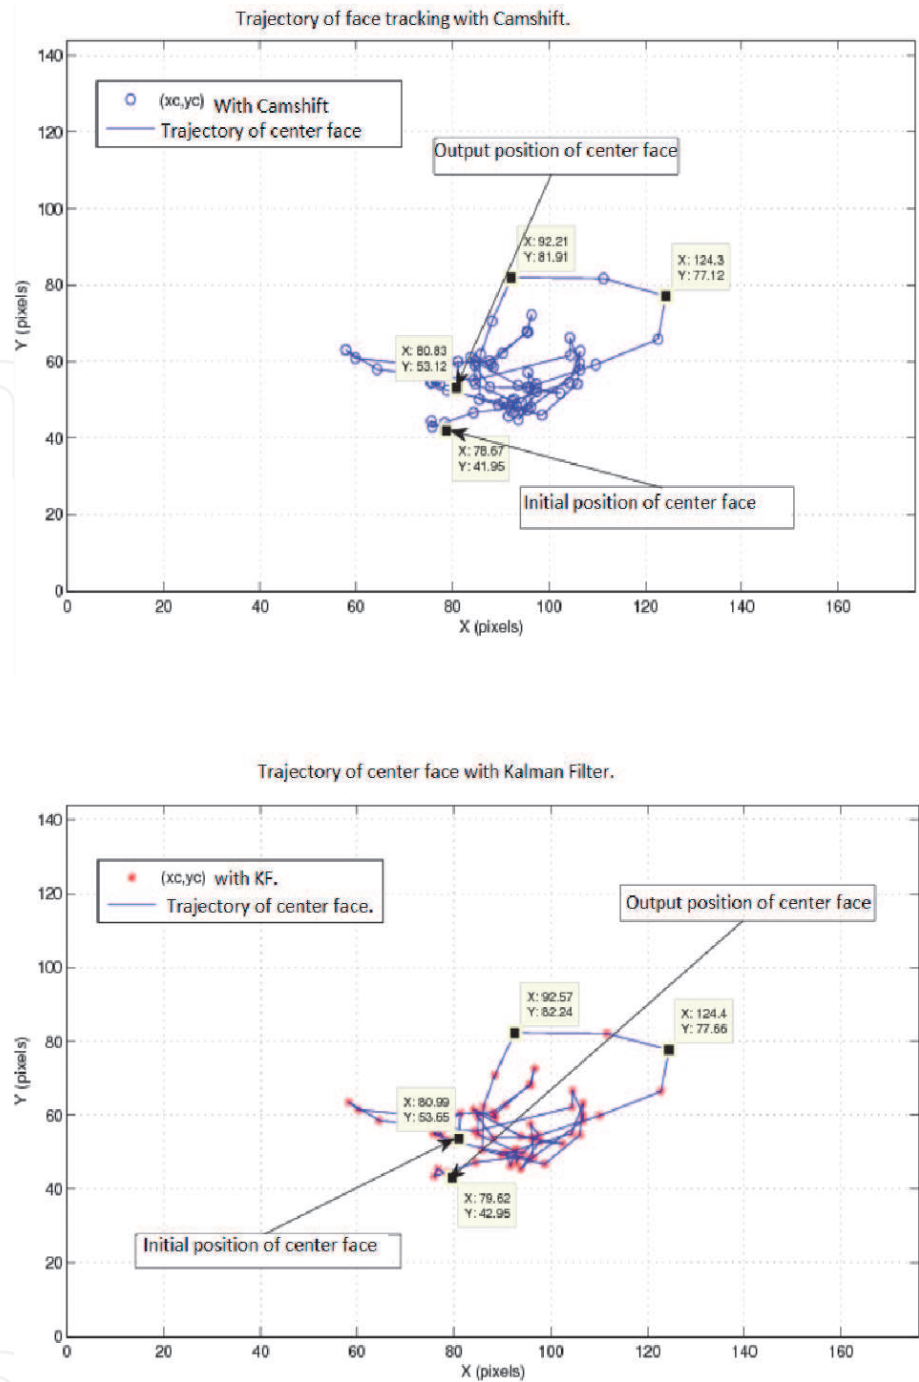 Trajectory of face tracking with Camshift.
140
120
100
80
60
40
20
0
Y (pixels)
(xc,yc) With Camshift
Trajectory of center face
Output position of center face
X: 92.21
Y: 81.91
X: 124.3
Y: 77.12
X: 80.83
Y: 53.12
X: 78.67
Y: 41.95
Initial position of center face
0 20 40 60 80 100 120 140 160
X (pixels)
Trajectory of center face with Kalman Filter.
140
120
100
80
60
40
20
0
Y (pixels)
(xc,yc) with KF.
Trajectory of center face.
Output position of center face
X: 92.57
Y: 82.24
X: 124.4
Y: 77.66
X: 80.99
Y: 53.65
X: 79.62
Y: 42.95
Initial position of center face
0 20 40 60 80 100 120 140 160
X (pixels)